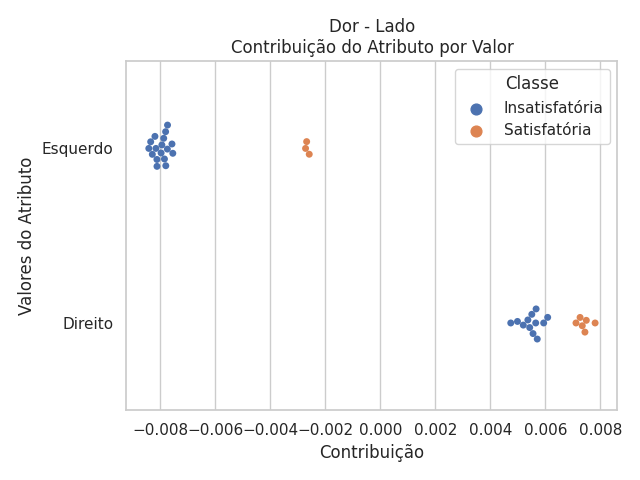 Dor - Lado
Contribuição do Atributo por Valor
Classe
Insatisfatória
Satisfatória
Valores do Atributo
Esquerdo
Direito
−0.008 −0.006 −0.004 −0.002 0.000 0.002 0.004 0.006 0.008
Contribuição